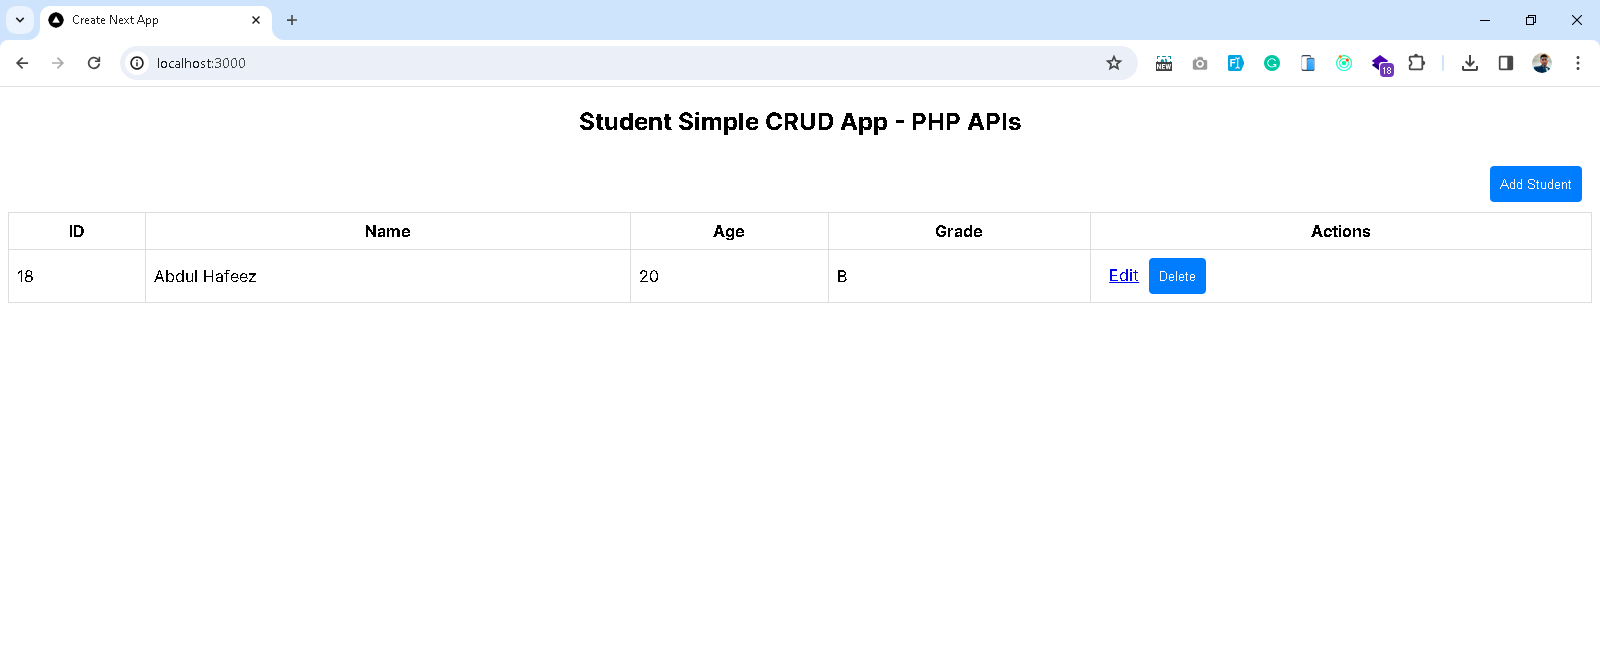 Create Next App
localhost:3000
NEW
18
Student Simple CRUD App - PHP APIs
Add Student
ID Name Age Grade Actions
18 Abdul Hafeez 20 B Edit Delete